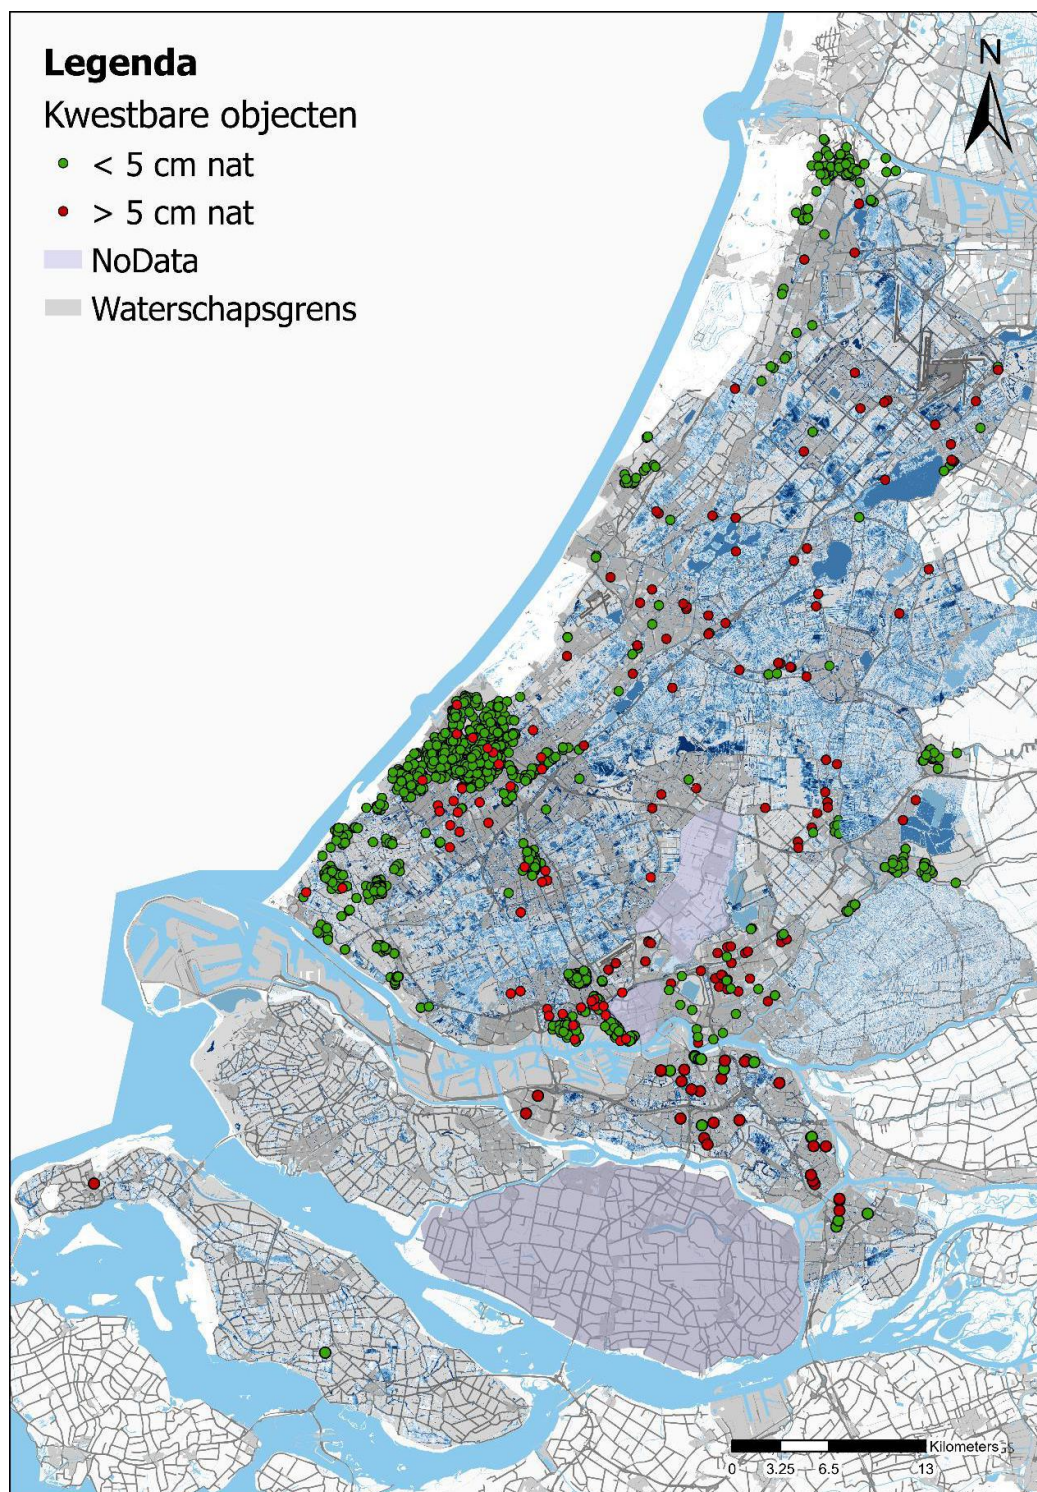 Legenda
Kwestbare objecten
< 5 cm nat
> 5 cm nat
NoData
Waterschapsgrens
N
Kilometers
0 3.25 6.5 13